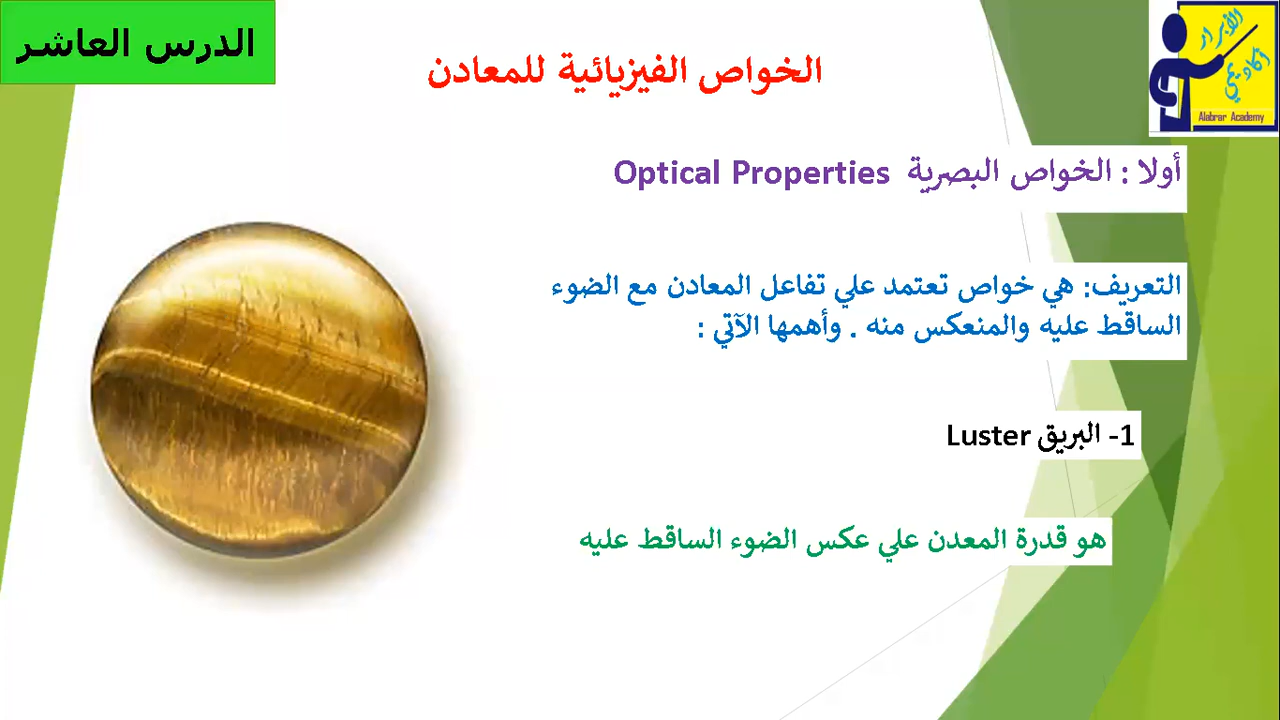 الدرس العاشر
الأبرار
أكاديمي
Alabrar Academy
الخواص الفيزيائية للمعادن
أولا : الخواص البصرية Optical Properties
التعريف: هي خواص تعتمد علي تفاعل المعادن مع الضوء
الساقط عليه والمنعكس منه . وأهمها الآتي :
1- البريق Luster
هو قدرة المعدن علي عكس الضوء الساقط عليه